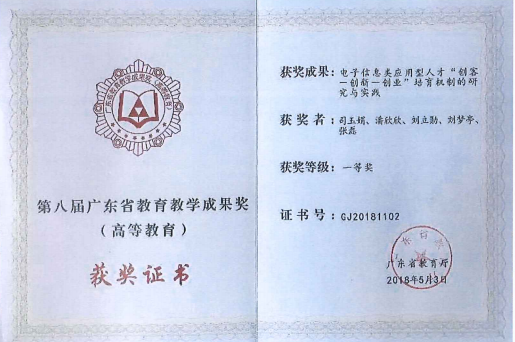 第八届广东省教育教学成果奖
（高等教育）
获奖证书
获奖成果：电子信息类应用型人才“创客
—创新—创业”培育机制的研
究与实践
获奖者：司玉娟、潘欣欣、刘立勋、刘梦亭、
张磊
获奖等级：一等奖
证书号：GJ20181102
广东省教育厅
2018年5月3日